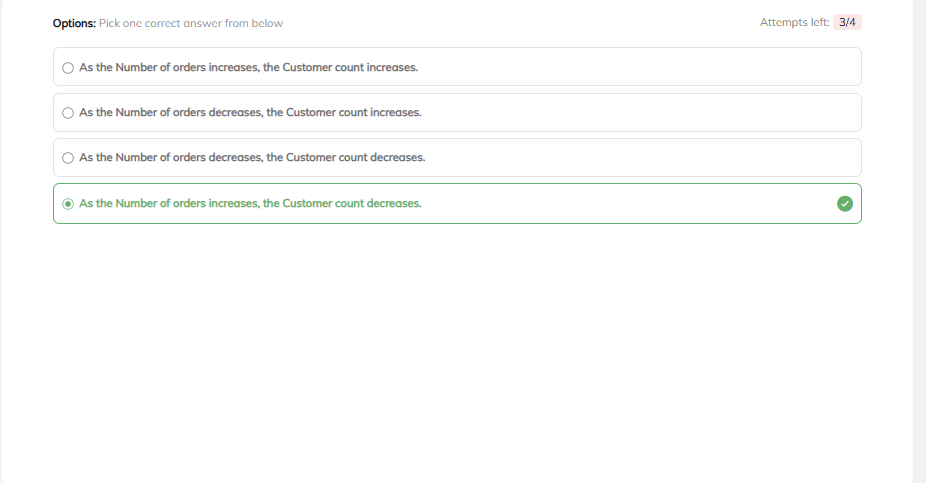 Options: Pick one correct answer from below
Attempts left: 3/4
As the Number of orders increases, the Customer count increases.
As the Number of orders decreases, the Customer count increases.
As the Number of orders decreases, the Customer count decreases.
As the Number of orders increases, the Customer count decreases.